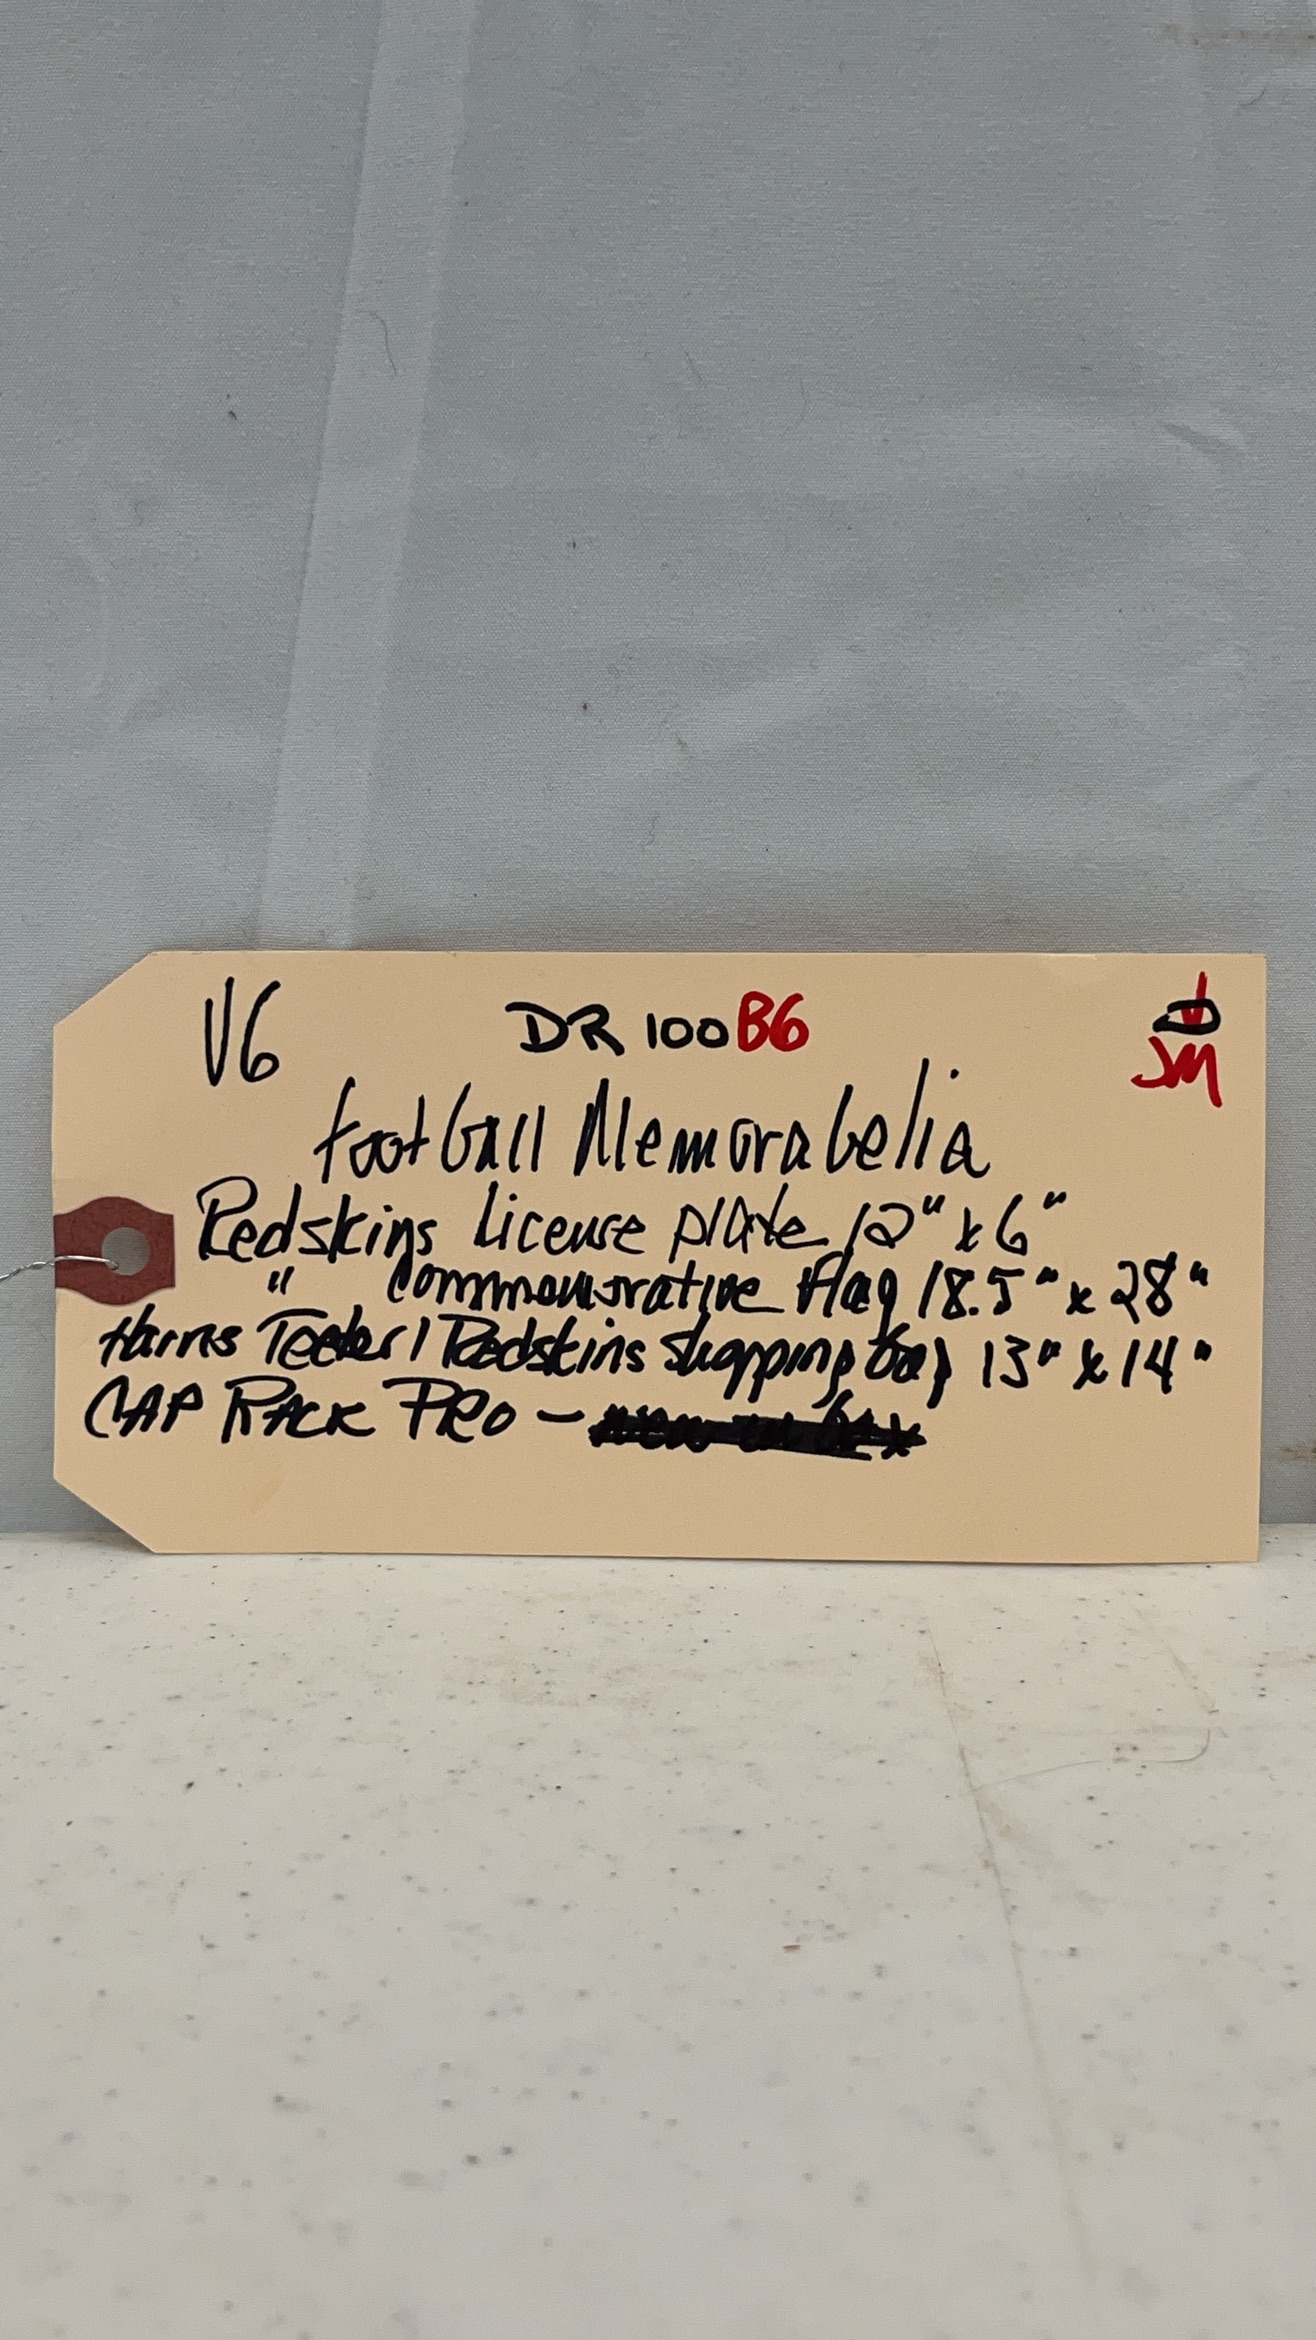 V6 DR 100B6
JM
Football Memorabelia
Redskins License plate 12" x 6"
" Commemorative Flag 18.5" x 28"
Harris Teeter / Redskins Shopping bag 13" x 14"
CAP RACK PRO -